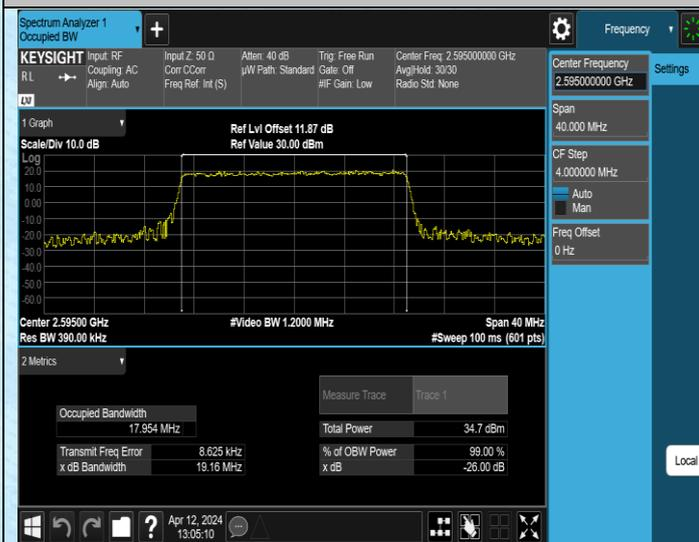 Spectrum Analyzer 1
Occupied BW
+
Frequency
KEYSIGHT
RL
LXI
Input: RF
Coupling: AC
Align: Auto
Input Z: 50 Ω
Corr CCorr
Freq Ref: Int (S)
Atten: 40 dB
µW Path: Standard
Trig: Free Run
Gate: Off
#IF Gain: Low
Center Freq: 2.595000000 GHz
Avg|Hold: 30/30
Radio Std: None
Center Frequency
2.595000000 GHz
Settings
Span
40.000 MHz
CF Step
4.000000 MHz
Auto
Man
Freq Offset
0 Hz
1 Graph
Scale/Div 10.0 dB
Ref Lvl Offset 11.87 dB
Ref Value 30.00 dBm
Log
20.0
10.0
0.00
-10.0
-20.0
-30.0
-40.0
-50.0
-60.0
Center 2.59500 GHz
#Video BW 1.2000 MHz
Span 40 MHz
Res BW 390.00 kHz
#Sweep 100 ms (601 pts)
2 Metrics
Measure Trace
Trace 1
Occupied Bandwidth
17.954 MHz
Total Power
34.7 dBm
Transmit Freq Error
8.625 kHz
% of OBW Power
99.00 %
x dB Bandwidth
19.16 MHz
x dB
-26.00 dB
Local
?
Apr 12, 2024
13:05:10